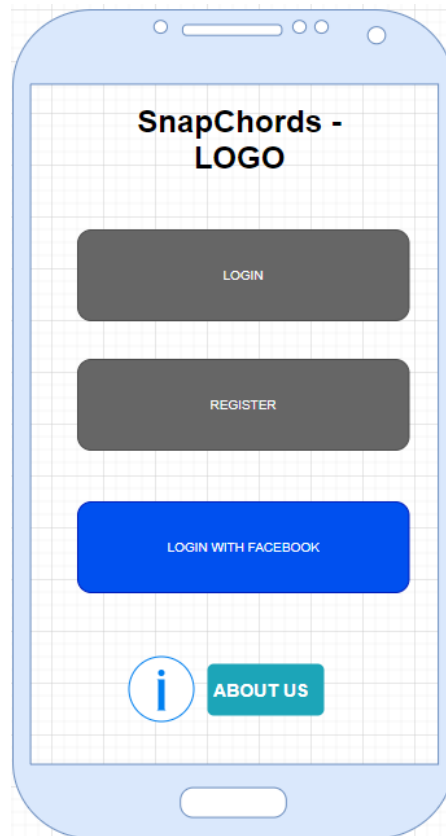 SnapChords -
LOGO
LOGIN
REGISTER
LOGIN WITH FACEBOOK
i
ABOUT US